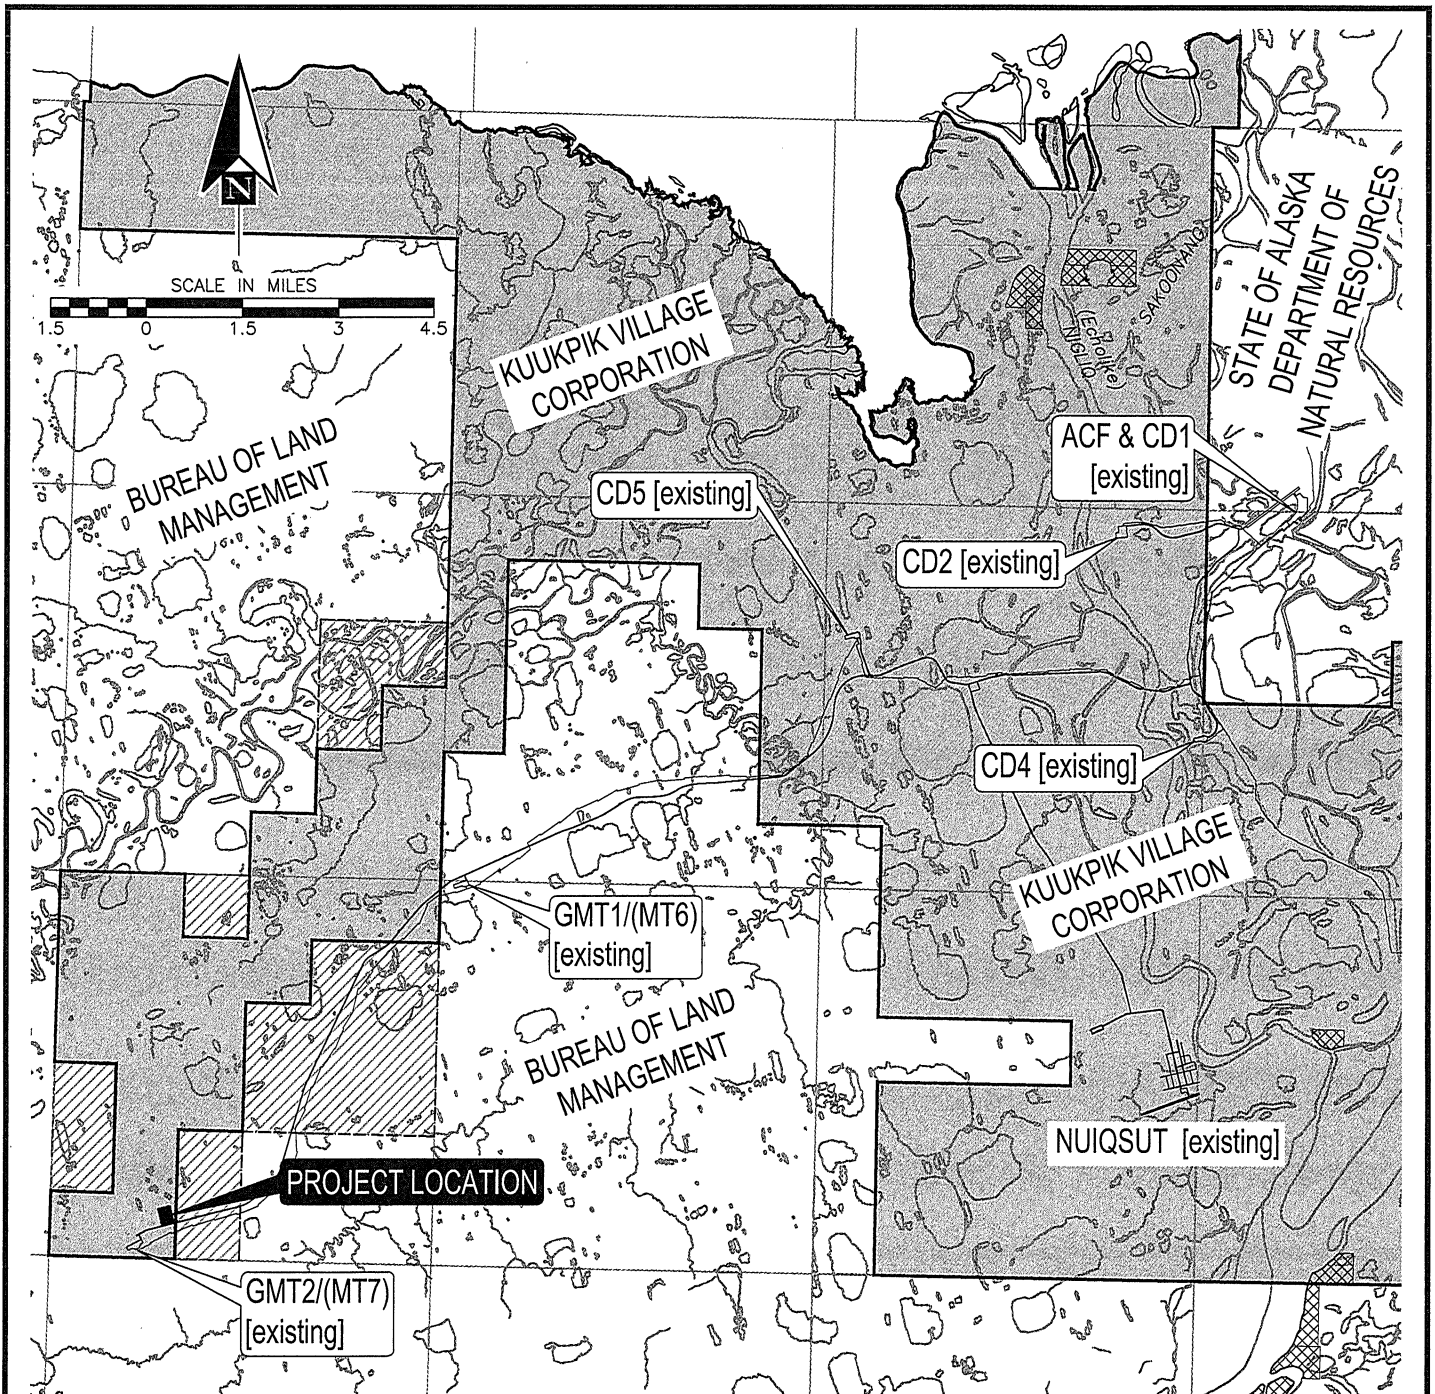 N
SCALE IN MILES
1.5 0 1.5 3 4.5
STATE OF ALASKA
DEPARTMENT OF
NATURAL RESOURCES
SAKOONANG
(Echolike)
NIGLIQ
KUUKPIK VILLAGE
CORPORATION
BUREAU OF LAND
MANAGEMENT
ACF & CD1
[existing]
CD5 [existing]
CD2 [existing]
CD4 [existing]
KUUKPIK VILLAGE
CORPORATION
GMT1/(MT6)
[existing]
BUREAU OF LAND
MANAGEMENT
NUIQSUT [existing]
PROJECT LOCATION
GMT2/(MT7)
[existing]